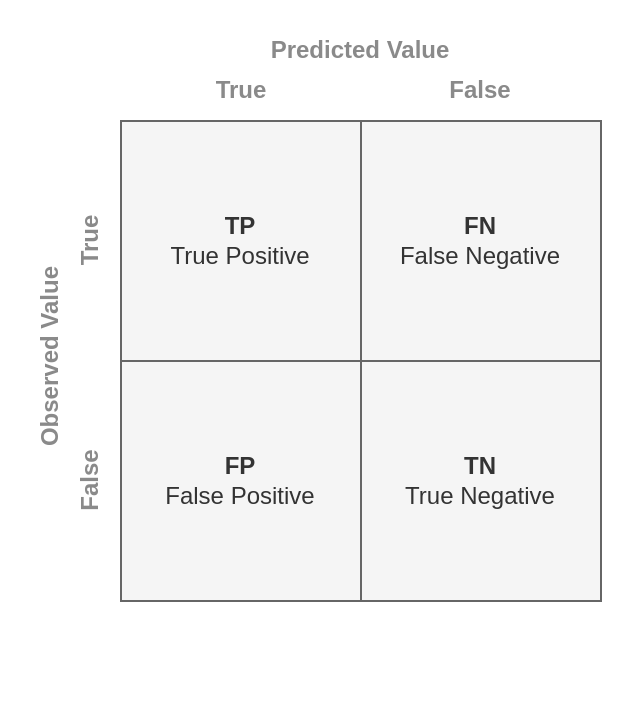 Predicted Value
True
False
Observed Value
True
TP
True Positive
FN
False Negative
False
FP
False Positive
TN
True Negative